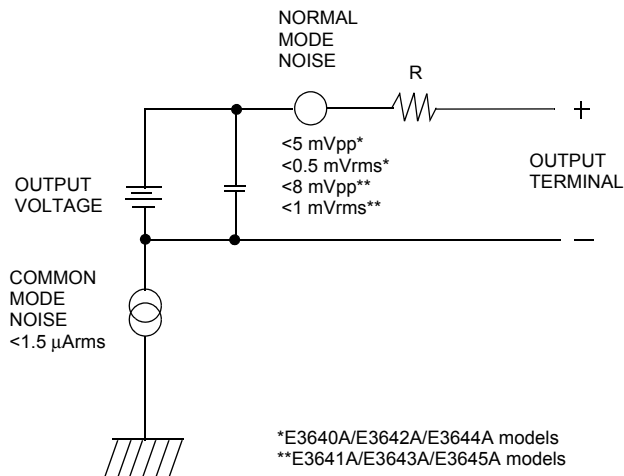 NORMAL
MODE
NOISE
R
+
<5 mVpp*
<0.5 mVrms*
<8 mVpp**
<1 mVrms**
OUTPUT
TERMINAL
OUTPUT
VOLTAGE
–
COMMON
MODE
NOISE
<1.5 μArms
*E3640A/E3642A/E3644A models
**E3641A/E3643A/E3645A models